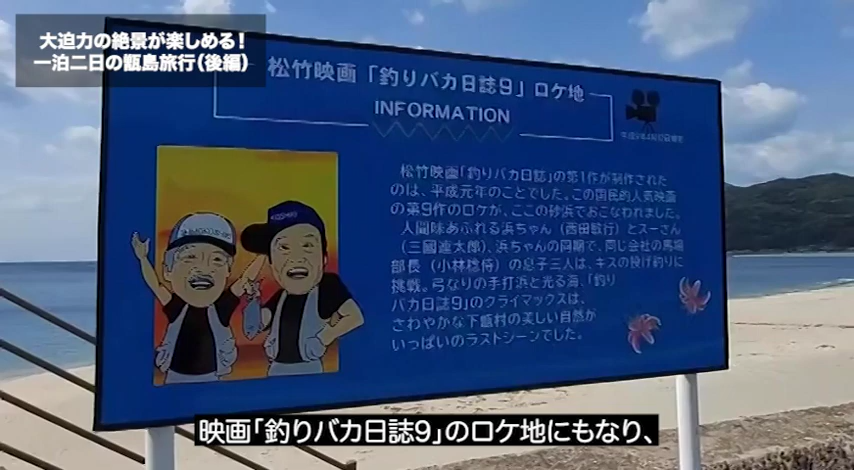 大迫力の絶景が楽しめる！
一泊二日の甑島旅行（後編）
松竹映画「釣りバカ日誌9」ロケ地
INFORMATION
松竹映画「釣りバカ日誌」の第1作が制作された
のは、平成元年のことでした。この国民的人気映画
の第9作のロケが、ここの砂浜でおこなわれました。
人間味あふれる浜ちゃん（西田敏行）とスーさん
（三國連太郎）、浜ちゃんの同期で、同じ会社の馬場
部長（小林稔侍）の息子三人は、キスの投げ釣りに
挑戦。弓なりの手打浜と光る海、「釣り
バカ日誌9」のクライマックスは、
さわやかな下甑村の美しい自然が
いっぱいのラストシーンでした。
映画「釣りバカ日誌9」のロケ地にもなり、